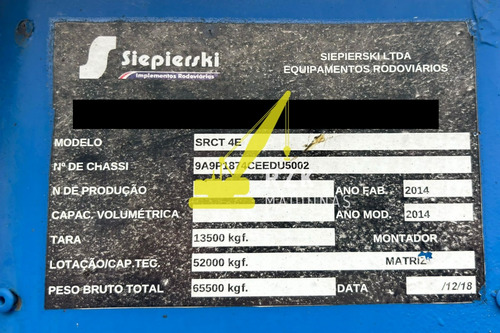 Siepierski
Implementos Rodoviários
SIEPIERSKI LTDA
EQUIPAMENTOS RODOVIÁRIOS
MODELO SRCT 4E
Nº DE CHASSI 9A9P1874CEEDU5002
N DE PRODUÇÃO ANO FAB. 2014
CAPAC. VOLUMÉTRICA ANO MOD. 2014
TARA 13500 kgf. MONTADOR
LOTAÇÃO/CAP.TEC. 52000 kgf. MATRIZ
PESO BRUTO TOTAL 65500 kgf. DATA /12/18
MÁQUINAS